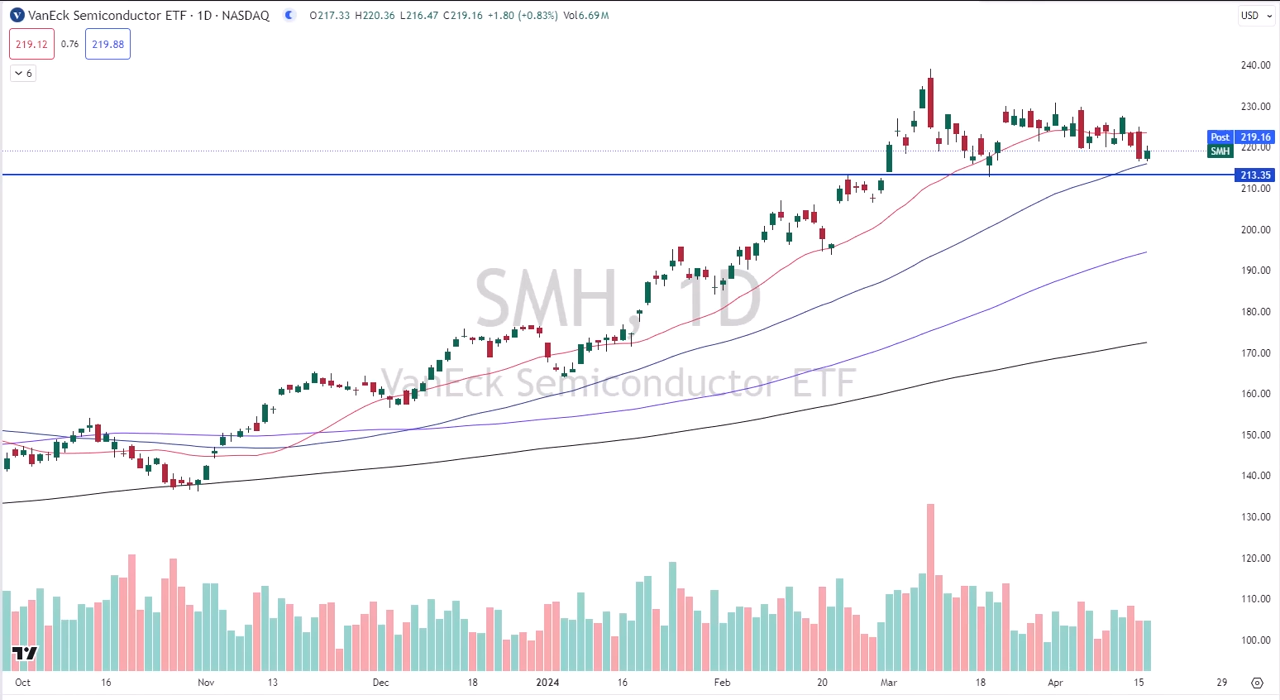 VanEck Semiconductor ETF · 1D · NASDAQ O217.33 H220.36 L216.47 C219.16 +1.80 (+0.83%) Vol6.69M USD
219.12 0.76 219.88
6
240.00
230.00
Post 219.16
220.00
SMH
213.35
210.00
200.00
190.00
SMH, 1D
180.00
170.00
VanEck Semiconductor ETF
160.00
150.00
140.00
130.00
120.00
110.00
100.00
Oct 16 Nov 13 Dec 18 2024 16 Feb 20 Mar 18 Apr 15 29